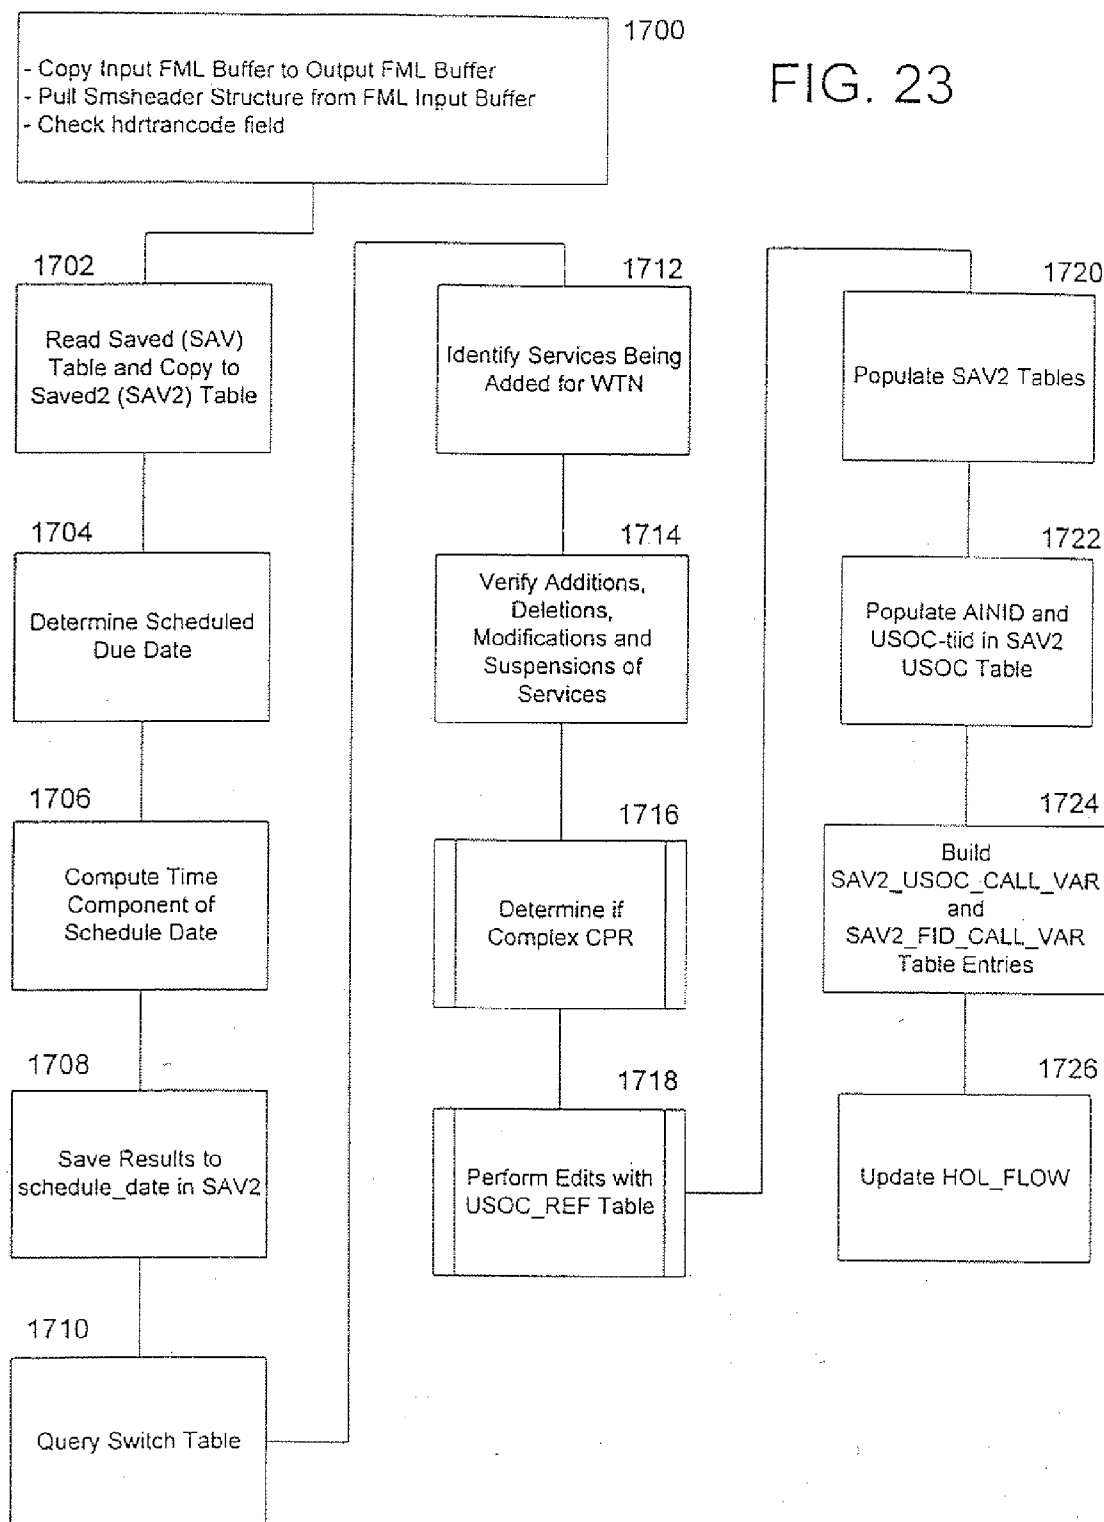 1700
FIG. 23
- Copy Input FML Buffer to Output FML Buffer
- Pull Smsheader Structure from FML Input Buffer
- Check hdrtrancode field
1702
Read Saved (SAV)
Table and Copy to
Saved2 (SAV2) Table
1704
Determine Scheduled
Due Date
1706
Compute Time
Component of
Schedule Date
1708
Save Results to
schedule_date in SAV2
1710
Query Switch Table
1712
Identify Services Being
Added for WTN
1714
Verify Additions,
Deletions,
Modifications and
Suspensions of
Services
1716
Determine if
Complex CPR
1718
Perform Edits with
USOC_REF Table
1720
Populate SAV2 Tables
1722
Populate AINID and
USOC-tiid in SAV2
USOC Table
1724
Build
SAV2_USOC_CALL_VAR
and
SAV2_FID_CALL_VAR
Table Entries
1726
Update HOL_FLOW